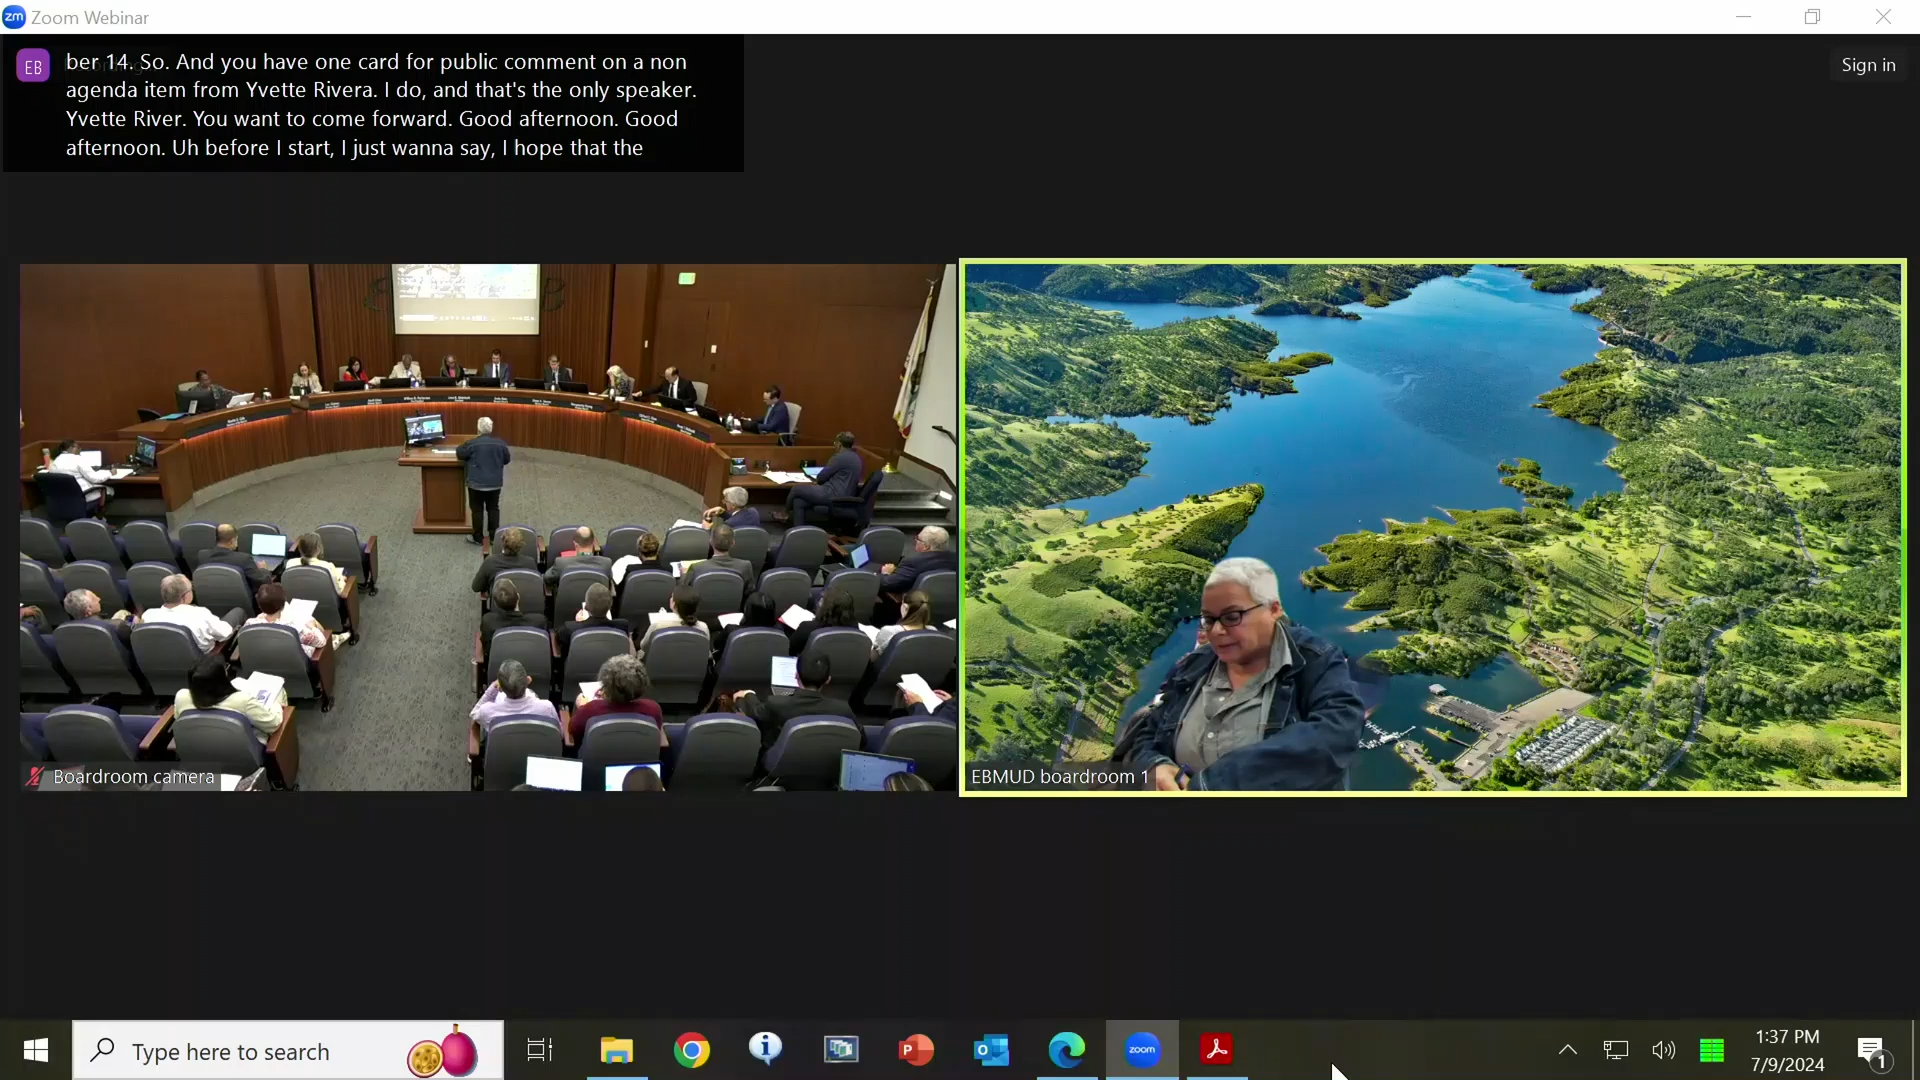 Zoom Webinar
EB
ber 14. So. And you have one card for public comment on a non
agenda item from Yvette Rivera. I do, and that's the only speaker.
Yvette River. You want to come forward. Good afternoon. Good
afternoon. Uh before I start, I just wanna say, I hope that the
Sign in
Boardroom camera
EBMUD boardroom 1
Type here to search
zoom
1:37 PM
7/9/2024
1